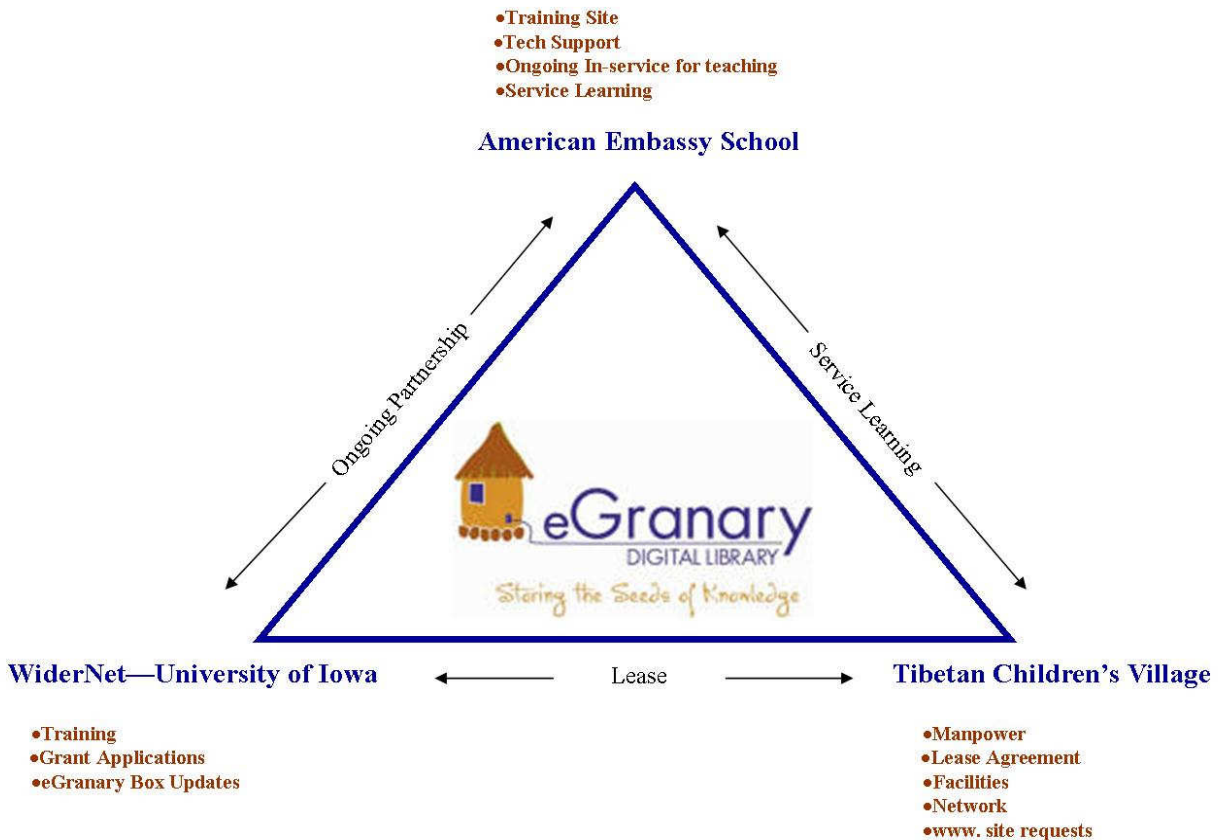 •Training Site
•Tech Support
•Ongoing In-service for teaching
•Service Learning
American Embassy School
Ongoing Partnership
Service Learning
eGranary
DIGITAL LIBRARY
Storing the Seeds of Knowledge
WiderNet—University of Iowa
Lease
Tibetan Children's Village
•Training
•Grant Applications
•eGranary Box Updates
•Manpower
•Lease Agreement
•Facilities
•Network
•www. site requests